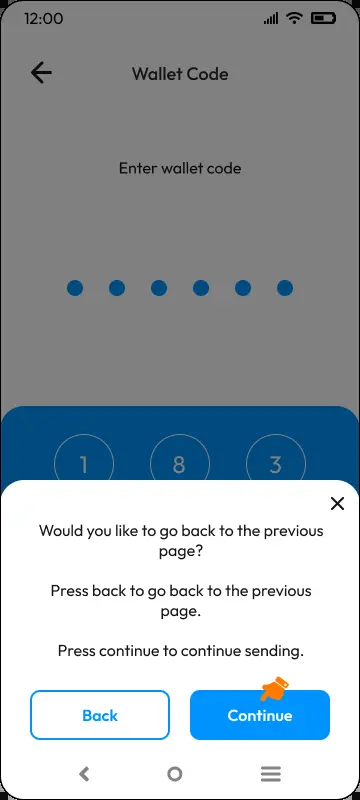 12:00
Wallet Code
Enter wallet code
1 8 3
Would you like to go back to the previous
page?
Press back to go back to the previous
page.
Press continue to continue sending.
Back Continue